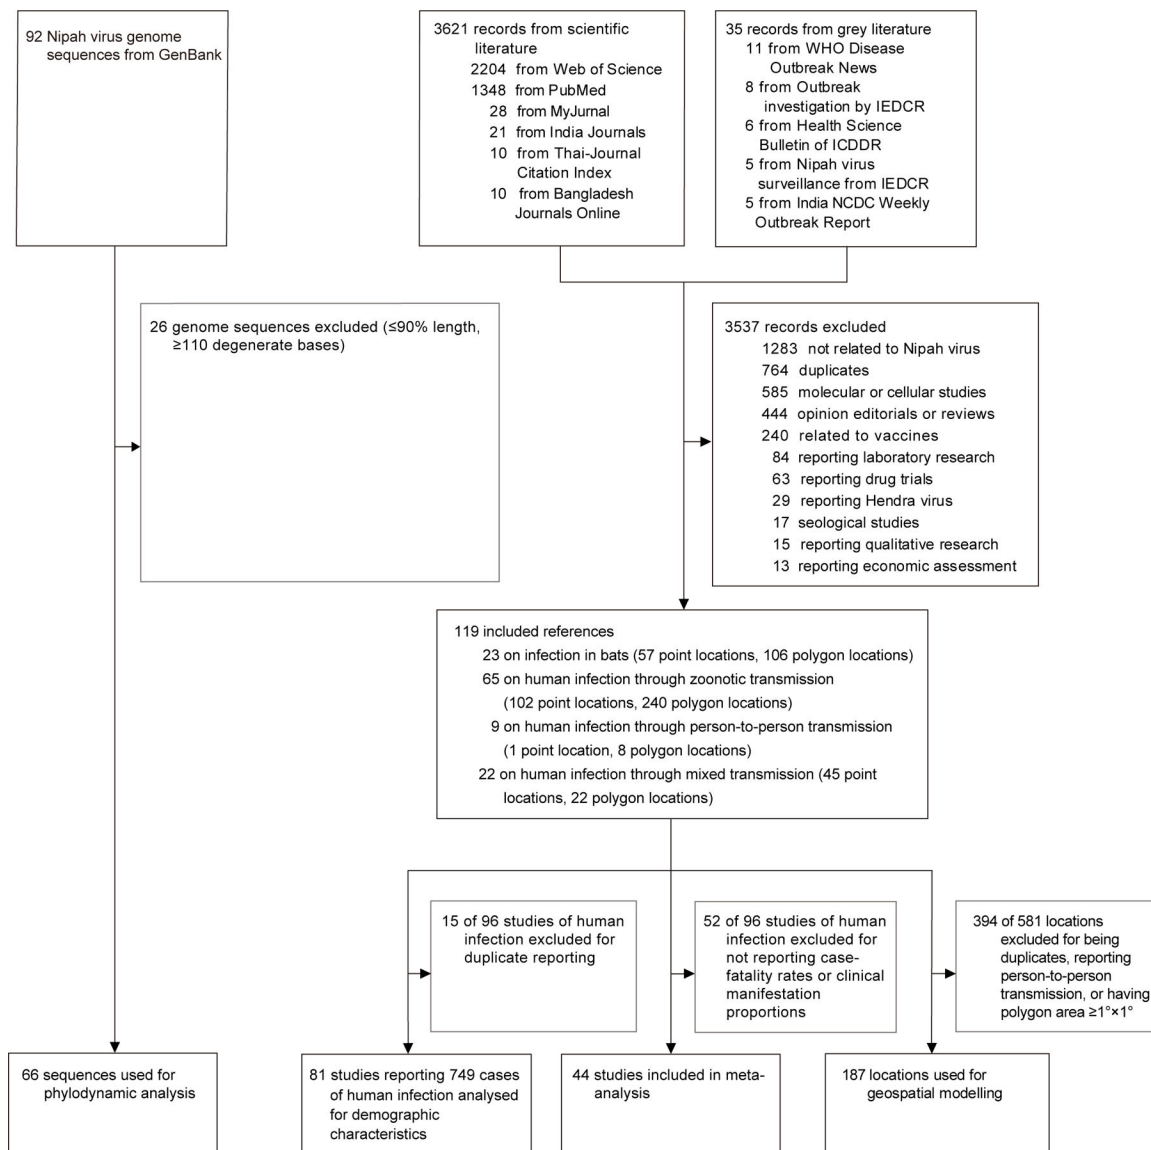 92 Nipah virus genome
sequences from GenBank
3621 records from scientific
literature
2204 from Web of Science
1348 from PubMed
28 from MyJurnal
21 from India Journals
10 from Thai-Journal
Citation Index
10 from Bangladesh
Journals Online
35 records from grey literature
11 from WHO Disease
Outbreak News
8 from Outbreak
investigation by IEDCR
6 from Health Science
Bulletin of ICDDR
5 from Nipah virus
surveillance from IEDCR
5 from India NCDC Weekly
Outbreak Report
26 genome sequences excluded (≤90% length,
≥110 degenerate bases)
3537 records excluded
1283 not related to Nipah virus
764 duplicates
585 molecular or cellular studies
444 opinion editorials or reviews
240 related to vaccines
84 reporting laboratory research
63 reporting drug trials
29 reporting Hendra virus
17 seological studies
15 reporting qualitative research
13 reporting economic assessment
119 included references
23 on infection in bats (57 point locations, 106 polygon locations)
65 on human infection through zoonotic transmission
(102 point locations, 240 polygon locations)
9 on human infection through person-to-person transmission
(1 point location, 8 polygon locations)
22 on human infection through mixed transmission (45 point
locations, 22 polygon locations)
15 of 96 studies of human
infection excluded for
duplicate reporting
52 of 96 studies of human
infection excluded for
not reporting case-
fatality rates or clinical
manifestation
proportions
394 of 581 locations
excluded for being
duplicates, reporting
person-to-person
transmission, or having
polygon area ≥1°×1°
66 sequences used for
phylodynamic analysis
81 studies reporting 749 cases
of human infection analysed
for demographic
characteristics
44 studies included in meta-
analysis
187 locations used for
geospatial modelling